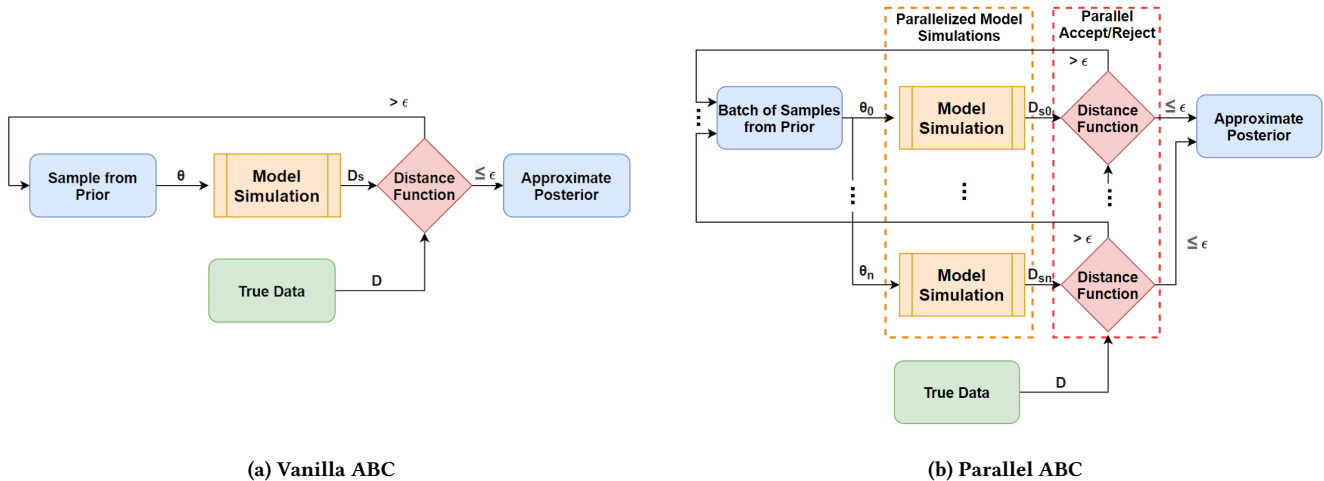 > ϵ
Sample from
Prior
θ
Model
Simulation
Ds
Distance
Function
≤ ϵ
Approximate
Posterior
True Data
D
(a) Vanilla ABC
Parallelized Model
Simulations
Parallel
Accept/Reject
> ϵ
Batch of Samples
from Prior
θ0
Model
Simulation
Ds0
Distance
Function
≤ ϵ
Approximate
Posterior
> ϵ
θn
Model
Simulation
Dsn
Distance
Function
≤ ϵ
True Data
D
(b) Parallel ABC